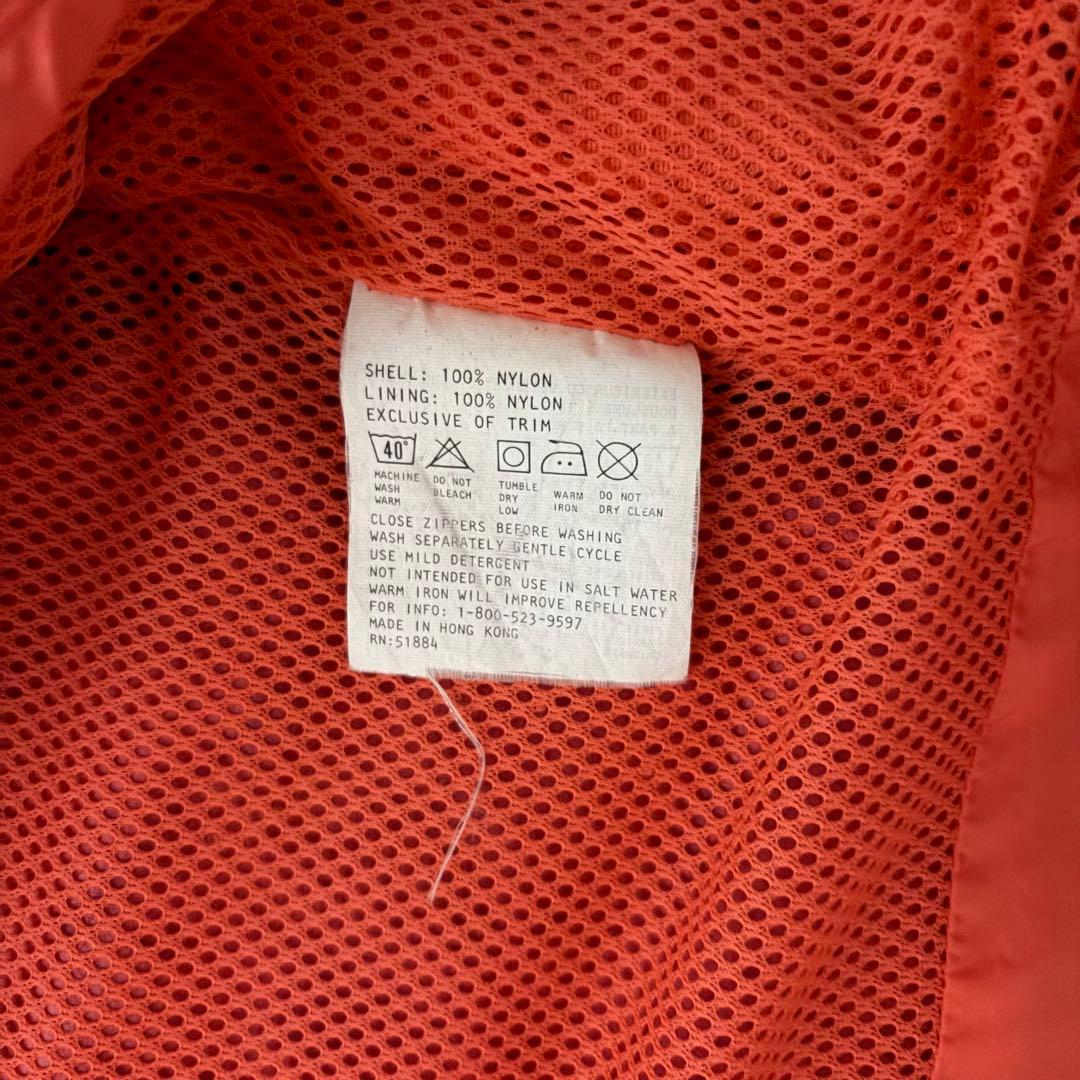 SHELL: 100% NYLON
LINING: 100% NYLON
EXCLUSIVE OF TRIM
40°
MACHINE WASH WARM
DO NOT BLEACH
TUMBLE DRY LOW
WARM IRON
DO NOT DRY CLEAN
CLOSE ZIPPERS BEFORE WASHING
WASH SEPARATELY GENTLE CYCLE
USE MILD DETERGENT
NOT INTENDED FOR USE IN SALT WATER
WARM IRON WILL IMPROVE REPELLENCY
FOR INFO: 1-800-523-9597
MADE IN HONG KONG
RN:51884